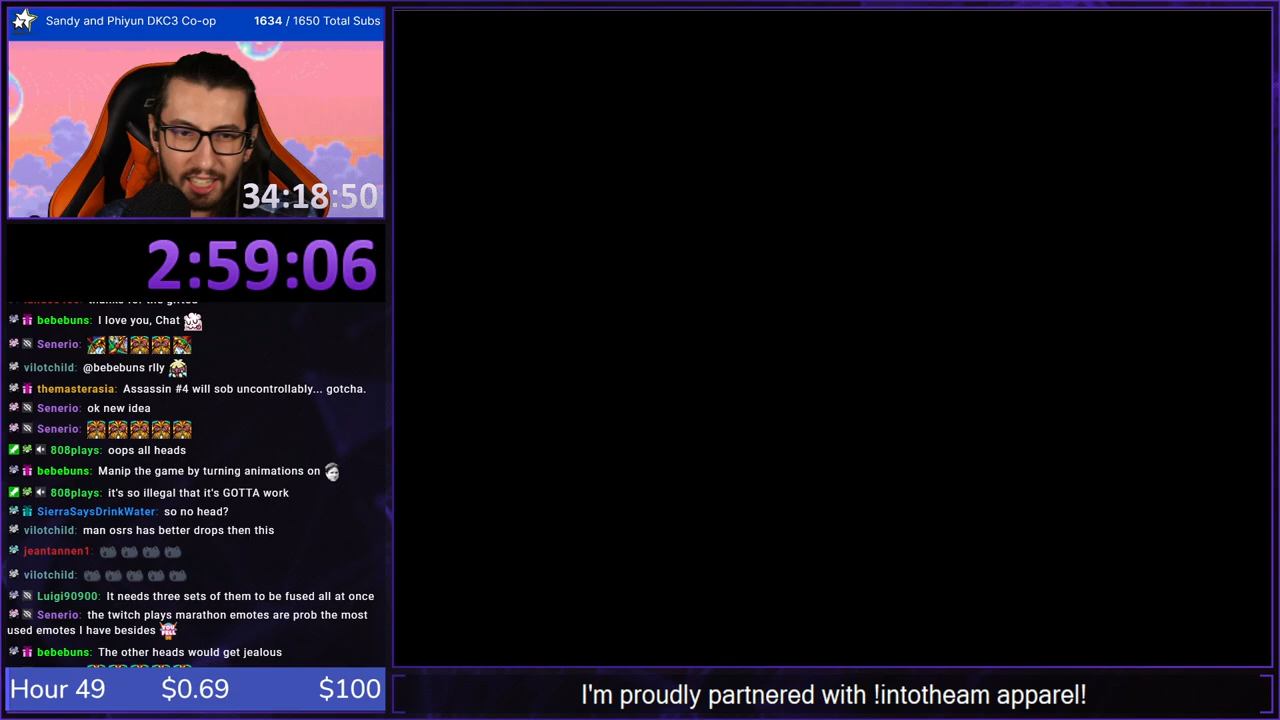 Sandy and Phiyun DKC3 Co-op 1634 / 1650 Total Subs
34:18:50
2:59:06
bebebuns: I love you, Chat
Senerio:
vilotchild: @bebebuns rlly
themasterasia: Assassin #4 will sob uncontrollably... gotcha.
Senerio: ok new idea
Senerio:
808plays: oops all heads
bebebuns: Manip the game by turning animations on
808plays: it's so illegal that it's GOTTA work
SierraSaysDrinkWater: so no head?
vilotchild: man osrs has better drops then this
jeantannen1:
vilotchild:
Luigi90900: It needs three sets of them to be fused all at once
Senerio: the twitch plays marathon emotes are prob the most
used emotes I have besides
bebebuns: The other heads would get jealous
Hour 49 $0.69 $100
I'm proudly partnered with !intotheam apparel!